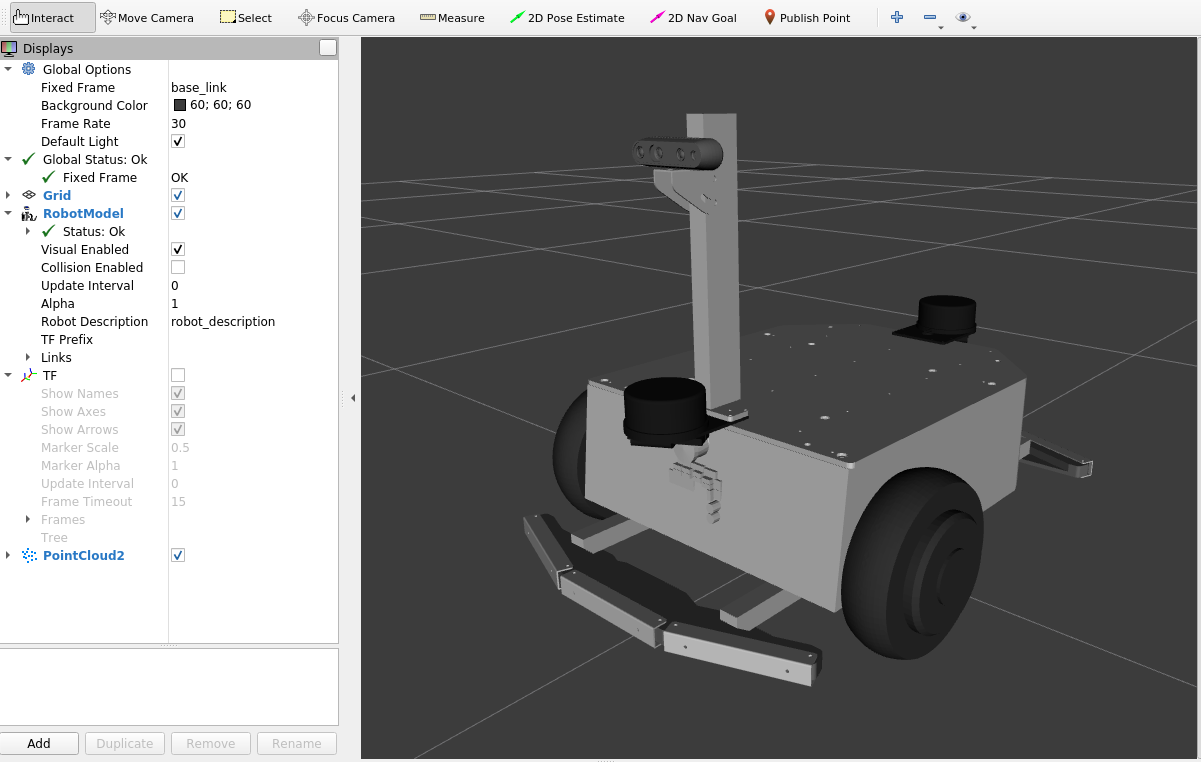 Interact Move Camera Select Focus Camera Measure 2D Pose Estimate 2D Nav Goal Publish Point
Displays
Global Options
Fixed Frame base_link
Background Color 60; 60; 60
Frame Rate 30
Default Light
Global Status: Ok
Fixed Frame OK
Grid
RobotModel
Status: Ok
Visual Enabled
Collision Enabled
Update Interval 0
Alpha 1
Robot Description robot_description
TF Prefix
Links
TF
Show Names
Show Axes
Show Arrows
Marker Scale 0.5
Marker Alpha 1
Update Interval 0
Frame Timeout 15
Frames
Tree
PointCloud2
Add Duplicate Remove Rename